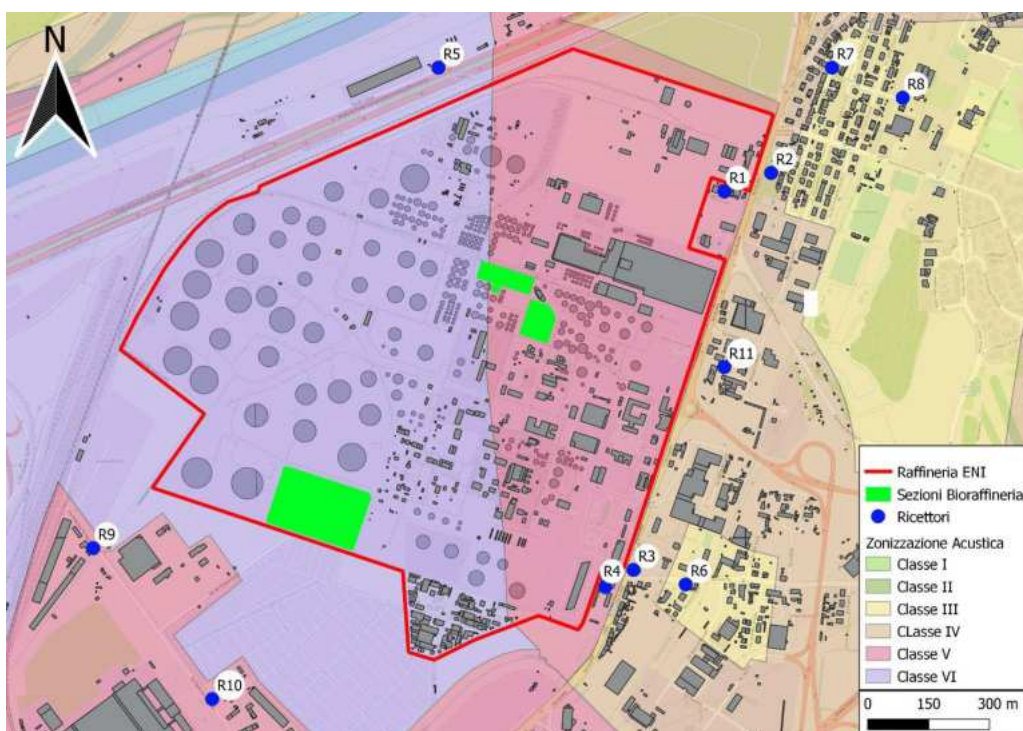 N
R5
R7
R8
R2
R1
R11
Raffineria ENI
Sezioni Bioraffineria
Ricettori
Zonizzazione Acustica
Classe I
Classe II
Classe III
CLasse IV
Classe V
Classe VI
R9
R3
R4
R6
R10
0 150 300 m